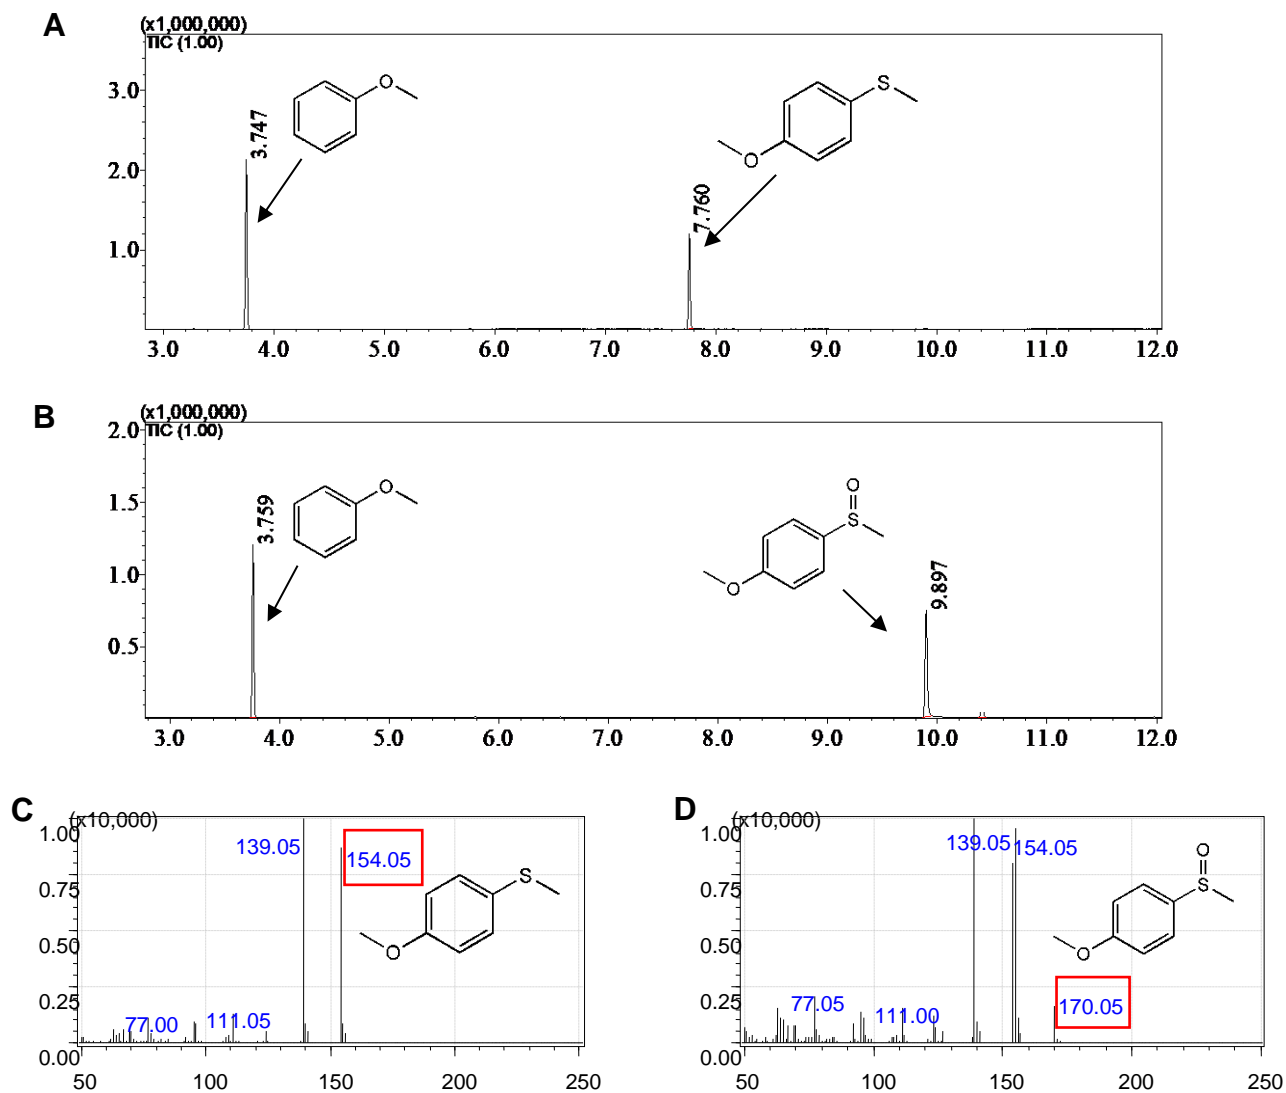 A
(x1,000,000)
TIC (1.00)
3.0
2.0
1.0
3.747
O
S
O
7.760
3.0 4.0 5.0 6.0 7.0 8.0 9.0 10.0 11.0 12.0
B
(x1,000,000)
TIC (1.00)
2.0
1.5
1.0
0.5
3.759
O
O
S
O
9.897
3.0 4.0 5.0 6.0 7.0 8.0 9.0 10.0 11.0 12.0
C
(x10,000)
1.00
0.75
0.50
0.25
0.00
139.05
154.05
S
O
77.00
111.05
50 100 150 200 250
D
(x10,000)
1.00
0.75
0.50
0.25
0.00
139.05
154.05
O
S
O
77.05
111.00
170.05
50 100 150 200 250